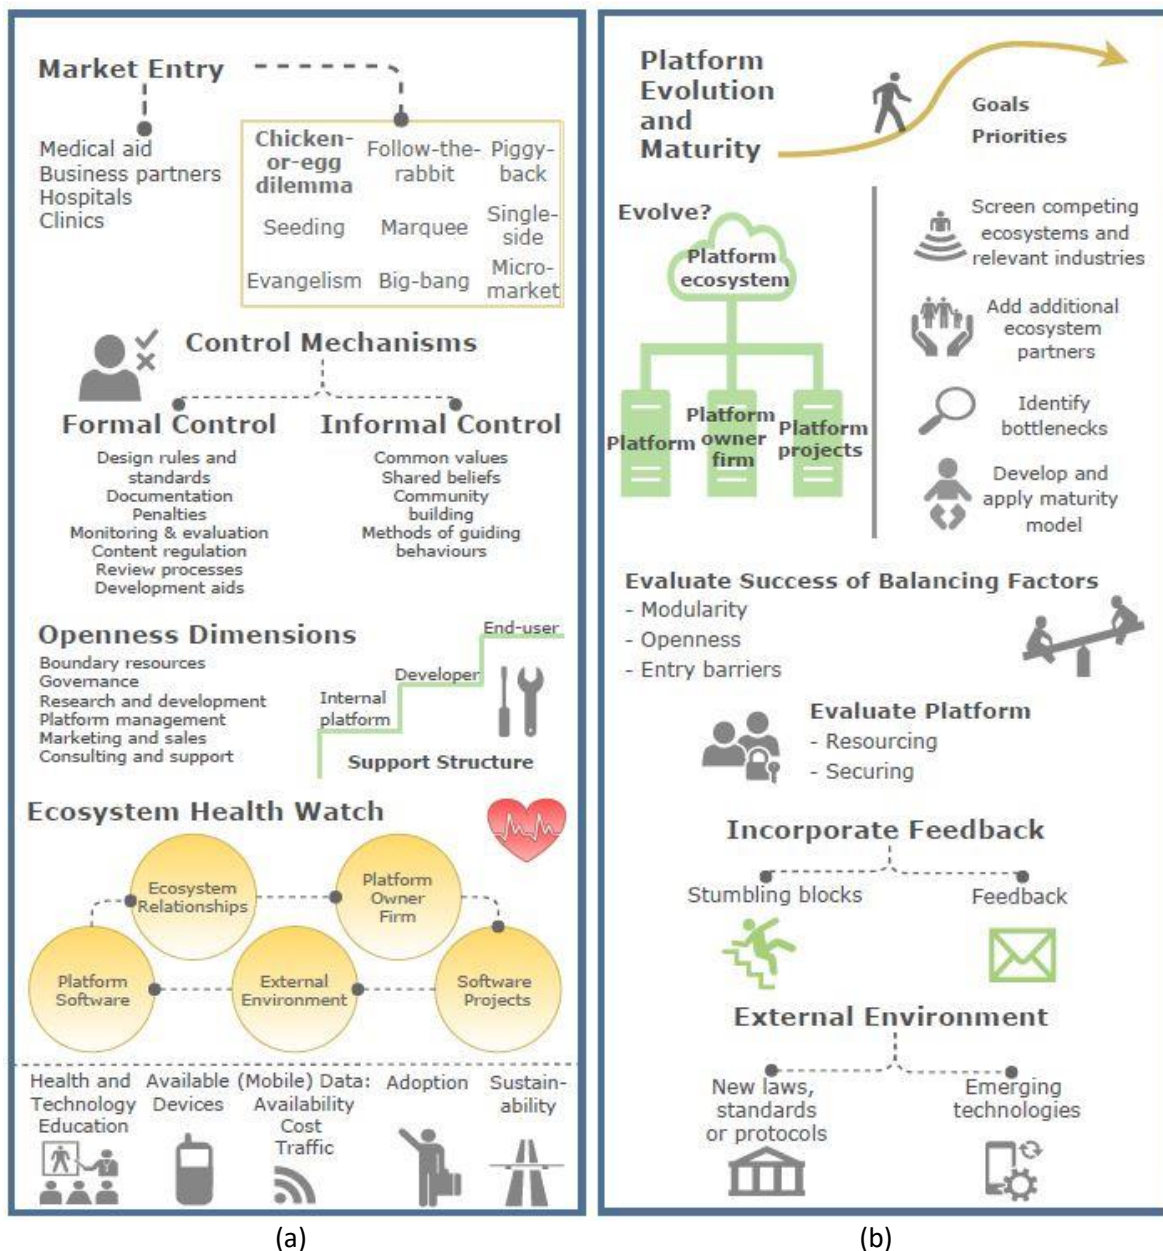 Market Entry
Medical aid
Business partners
Hospitals
Clinics
Chicken-
or-egg
dilemma
Follow-the-
rabbit
Piggy-
back
Seeding
Marquee
Single-
side
Evangelism
Big-bang
Micro-
market
Control Mechanisms
Formal Control
Design rules and
standards
Documentation
Penalties
Monitoring & evaluation
Content regulation
Review processes
Development aids
Informal Control
Common values
Shared beliefs
Community
building
Methods of guiding
behaviours
Openness Dimensions
Boundary resources
Governance
Research and development
Platform management
Marketing and sales
Consulting and support
Internal
platform
Developer
End-user
Support Structure
Ecosystem Health Watch
Ecosystem
Relationships
Platform
Owner
Firm
Platform
Software
External
Environment
Software
Projects
Health and
Technology
Education
Available
Devices
(Mobile) Data:
Availability
Cost
Traffic
Adoption
Sustain-
ability
(a)
Platform
Evolution
and
Maturity
Goals
Priorities
Evolve?
Platform
ecosystem
Platform
Platform
owner
firm
Platform
projects
Screen competing
ecosystems and
relevant industries
Add additional
ecosystem
partners
Identify
bottlenecks
Develop and
apply maturity
model
Evaluate Success of Balancing Factors
- Modularity
- Openness
- Entry barriers
Evaluate Platform
- Resourcing
- Securing
Incorporate Feedback
Stumbling blocks
Feedback
External Environment
New laws,
standards
or protocols
Emerging
technologies
(b)